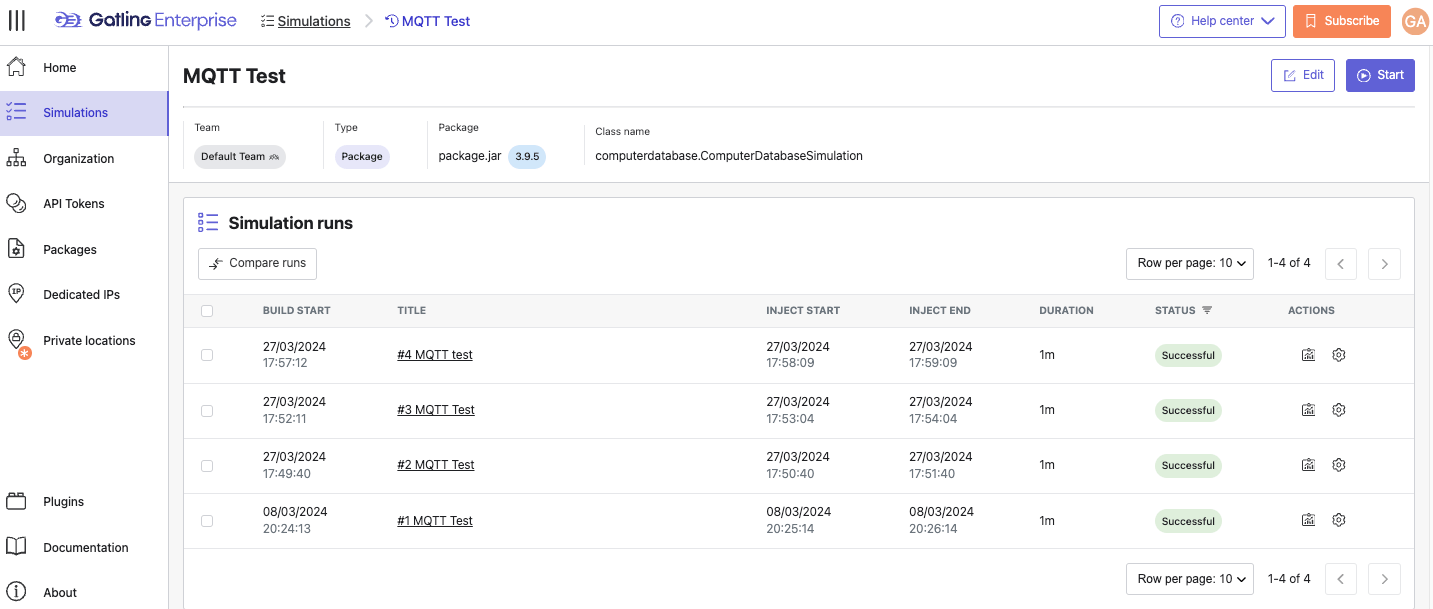 Gatling Enterprise
Simulations
MQTT Test
Help center
Subscribe
GA
Home
Simulations
Organization
API Tokens
Packages
IP
Dedicated IPs
Private locations
Plugins
Documentation
About
MQTT Test
Edit
Start
Team
Type
Package
Class name
Default Team
Package
package.jar 3.9.5
computerdatabase.ComputerDatabaseSimulation
Simulation runs
Compare runs
Row per page: 10
1-4 of 4
BUILD START TITLE INJECT START INJECT END DURATION STATUS ACTIONS
27/03/2024 27/03/2024 27/03/2024
#4 MQTT test 1m Successful
17:57:12 17:58:09 17:59:09
27/03/2024 27/03/2024 27/03/2024
#3 MQTT Test 1m Successful
17:52:11 17:53:04 17:54:04
27/03/2024 27/03/2024 27/03/2024
#2 MQTT Test 1m Successful
17:49:40 17:50:40 17:51:40
08/03/2024 08/03/2024 08/03/2024
#1 MQTT Test 1m Successful
20:24:13 20:25:14 20:26:14
Row per page: 10
1-4 of 4